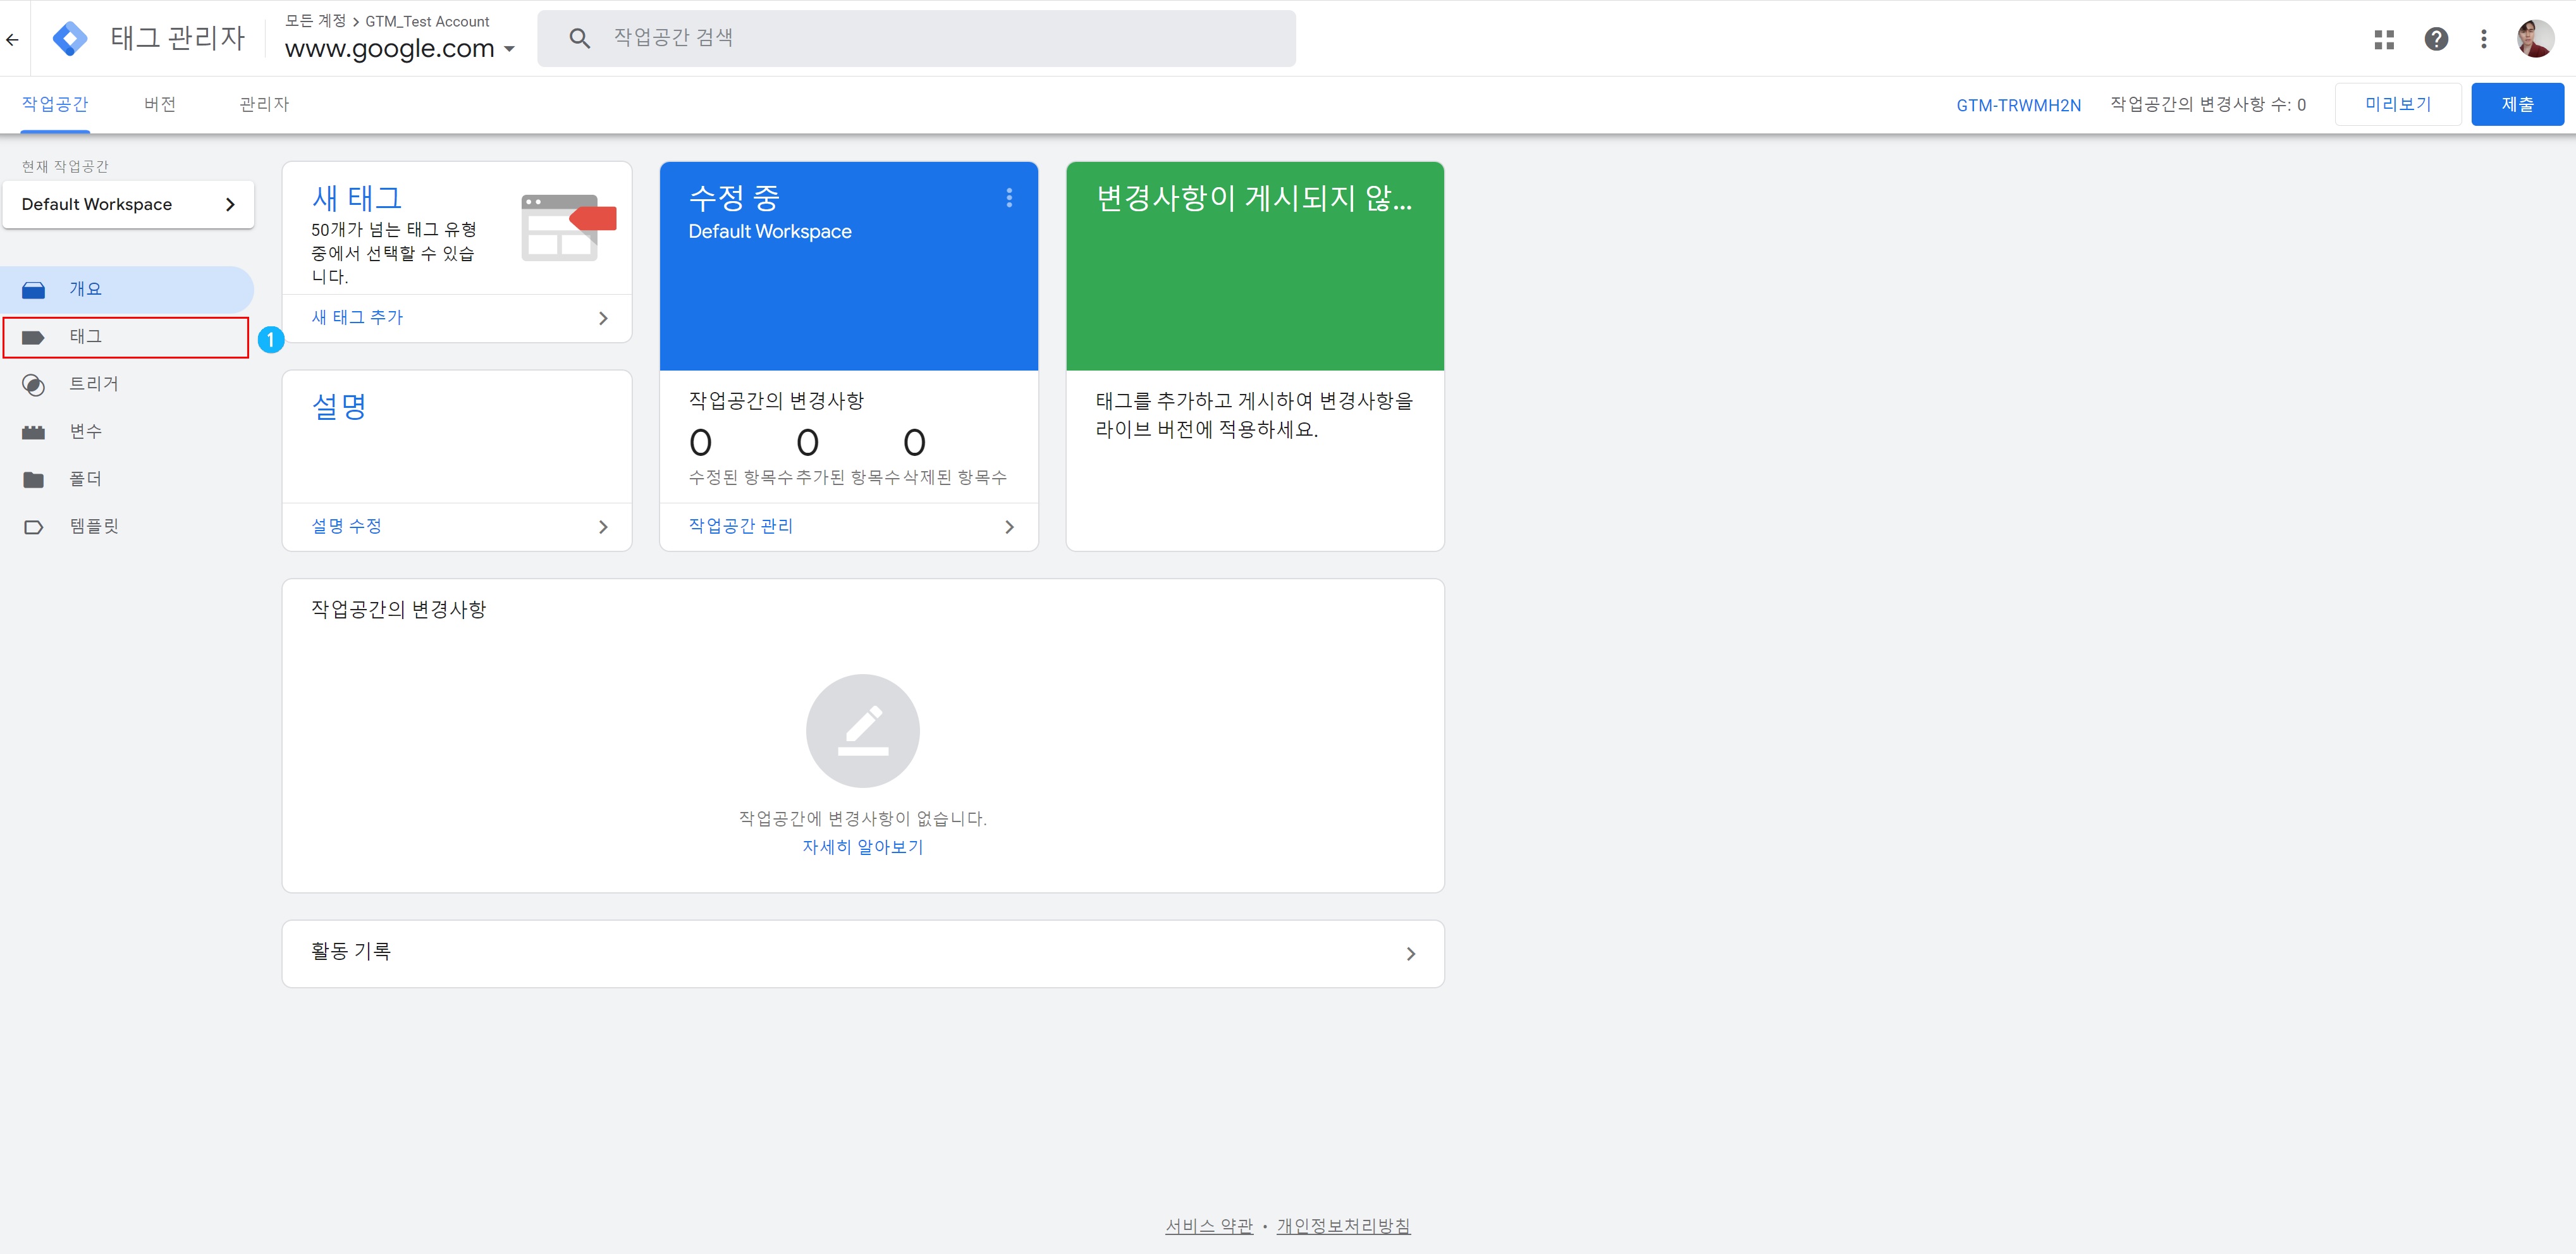 모든 계정 > GTM_Test Account
태그 관리자
www.google.com
작업공간 검색
작업공간
버전
관리자
GTM-TRWMH2N
작업공간의 변경사항 수: 0
미리보기
제출
현재 작업공간
Default Workspace
개요
태그
1
트리거
변수
폴더
템플릿
새 태그
50개가 넘는 태그 유형
중에서 선택할 수 있습
니다.
새 태그 추가
설명
설명 수정
수정 중
Default Workspace
작업공간의 변경사항
0 0 0
수정된 항목수 추가된 항목수 삭제된 항목수
작업공간 관리
변경사항이 게시되지 않...
태그를 추가하고 게시하여 변경사항을
라이브 버전에 적용하세요.
작업공간의 변경사항
작업공간에 변경사항이 없습니다.
자세히 알아보기
활동 기록
서비스 약관 • 개인정보처리방침